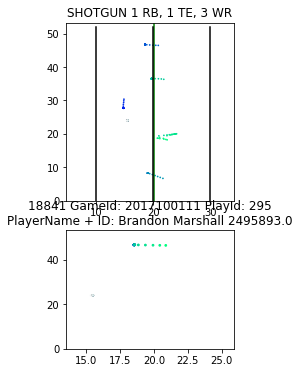 SHOTGUN 1 RB, 1 TE, 3 WR
50
40
30
20
10
0
10 20 30
18841 GameId: 2017100111 PlayId: 295
PlayerName + ID: Brandon Marshall 2495893.0
40
20
0
15.0 17.5 20.0 22.5 25.0